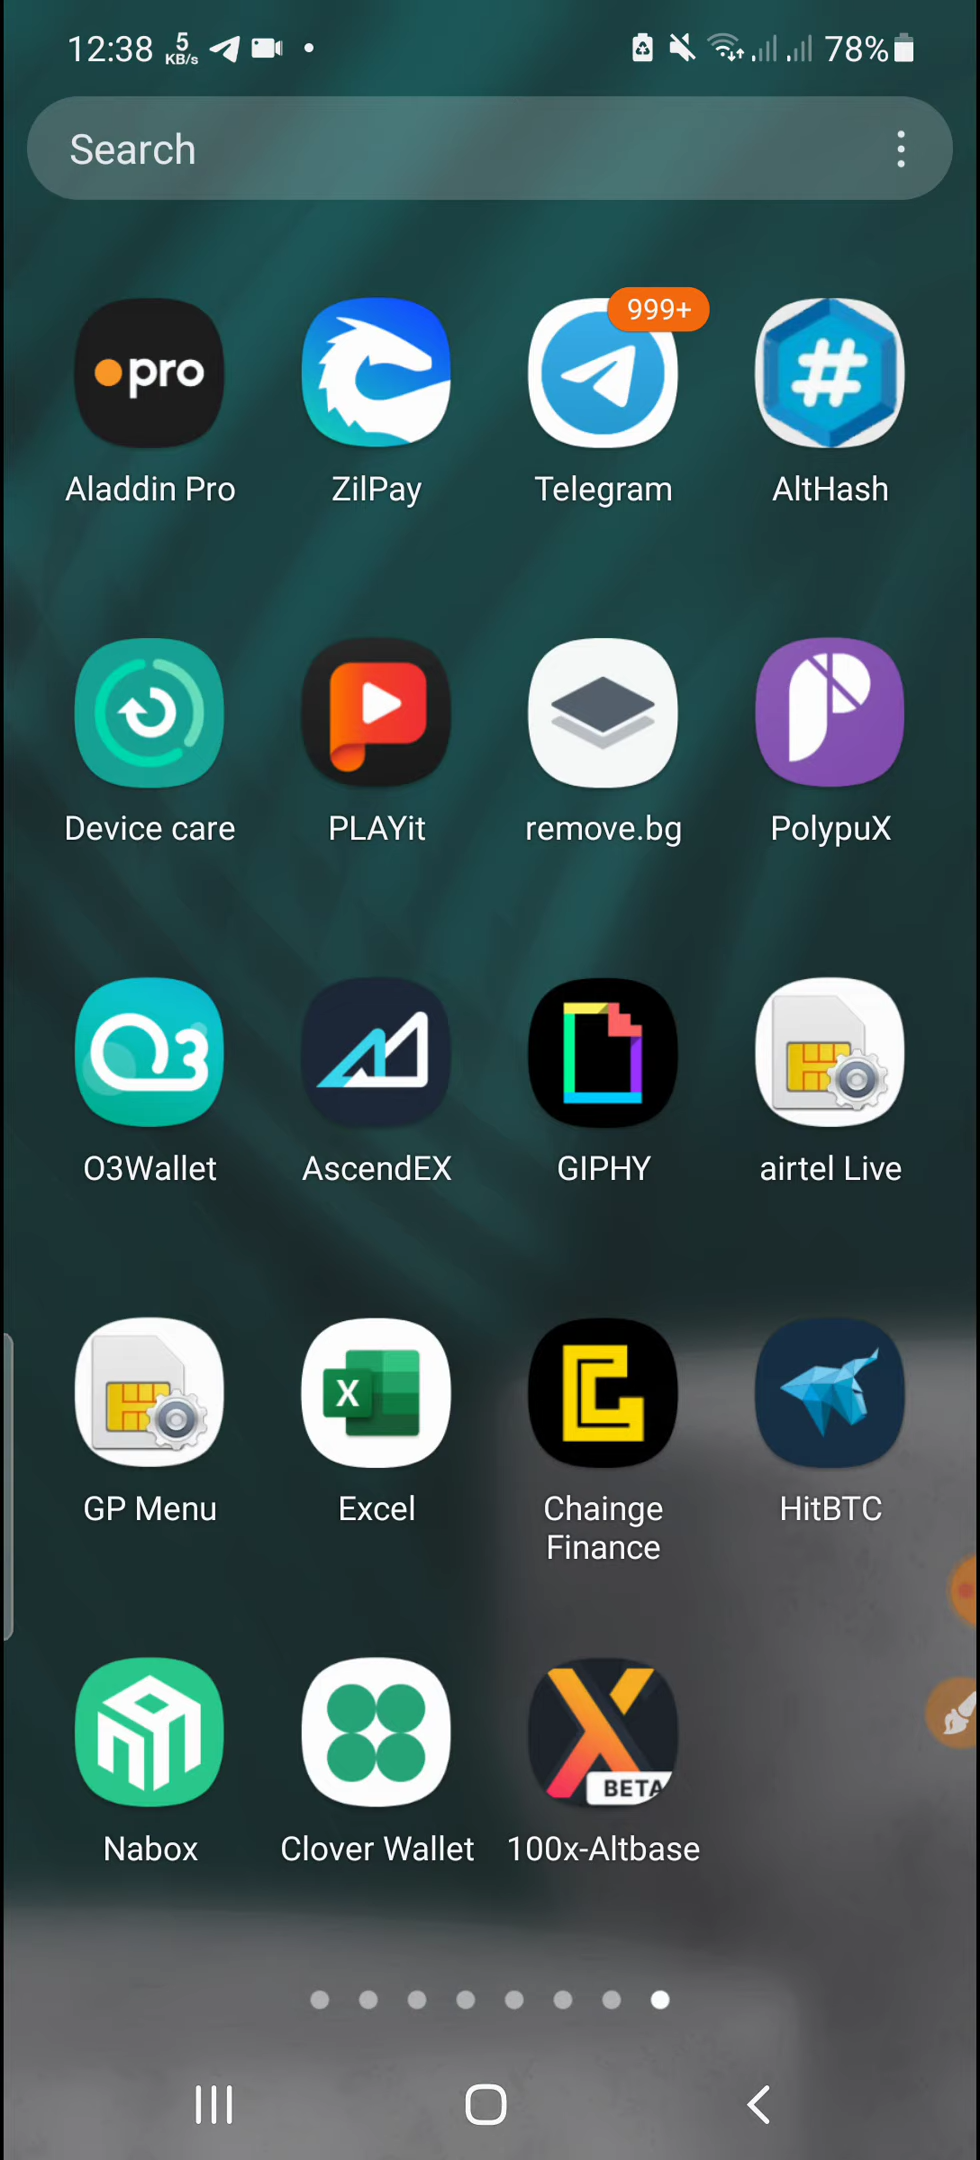 12:38 5 KB/s 78%
Search
pro 999+ #
Aladdin Pro ZilPay Telegram AltHash
Device care PLAYit remove.bg PolypuX
O3
O3Wallet AscendEX GIPHY airtel Live
X
GP Menu Excel Chainge Finance HitBTC
BETA
Nabox Clover Wallet 100x-Altbase